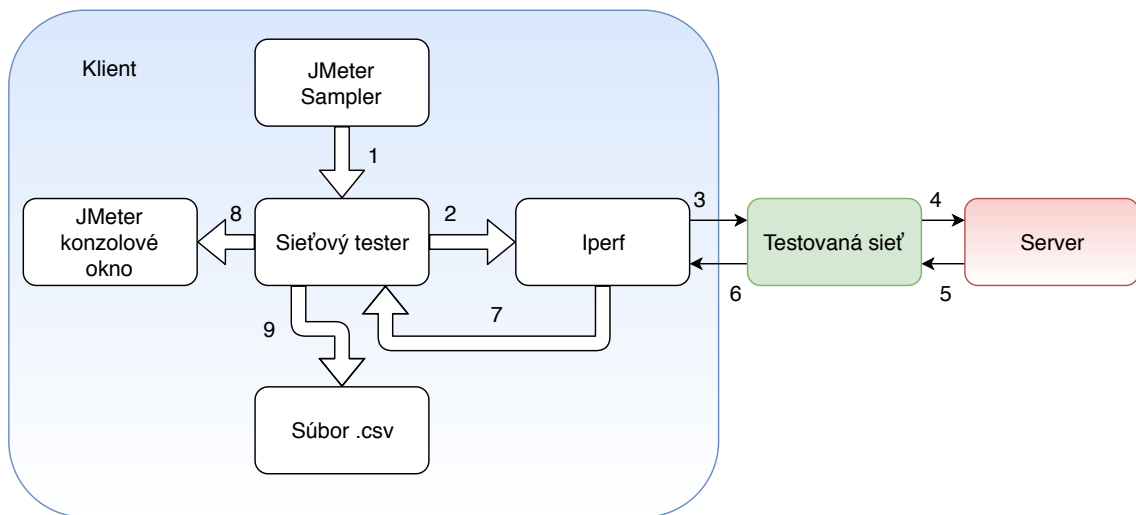 Klient
JMeter
Sampler
1
JMeter
konzolové
okno
8
Sieťový tester
2
Iperf
3
Testovaná sieť
4
Server
6
5
7
9
Súbor .csv